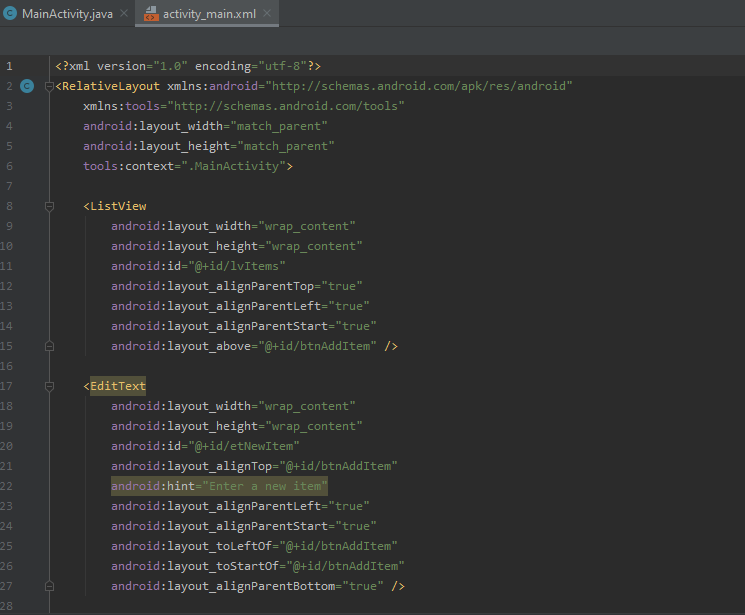 MainActivity.java × activity_main.xml ×
1 <?xml version="1.0" encoding="utf-8"?>
2 C <RelativeLayout xmlns:android="http://schemas.android.com/apk/res/android"
3 xmlns:tools="http://schemas.android.com/tools"
4 android:layout_width="match_parent"
5 android:layout_height="match_parent"
6 tools:context=".MainActivity">
7
8 <ListView
9 android:layout_width="wrap_content"
10 android:layout_height="wrap_content"
11 android:id="@+id/lvItems"
12 android:layout_alignParentTop="true"
13 android:layout_alignParentLeft="true"
14 android:layout_alignParentStart="true"
15 android:layout_above="@+id/btnAddItem" />
16
17 <EditText
18 android:layout_width="wrap_content"
19 android:layout_height="wrap_content"
20 android:id="@+id/etNewItem"
21 android:layout_alignTop="@+id/btnAddItem"
22 android:hint="Enter a new item"
23 android:layout_alignParentLeft="true"
24 android:layout_alignParentStart="true"
25 android:layout_toLeftOf="@+id/btnAddItem"
26 android:layout_toStartOf="@+id/btnAddItem"
27 android:layout_alignParentBottom="true" />
28